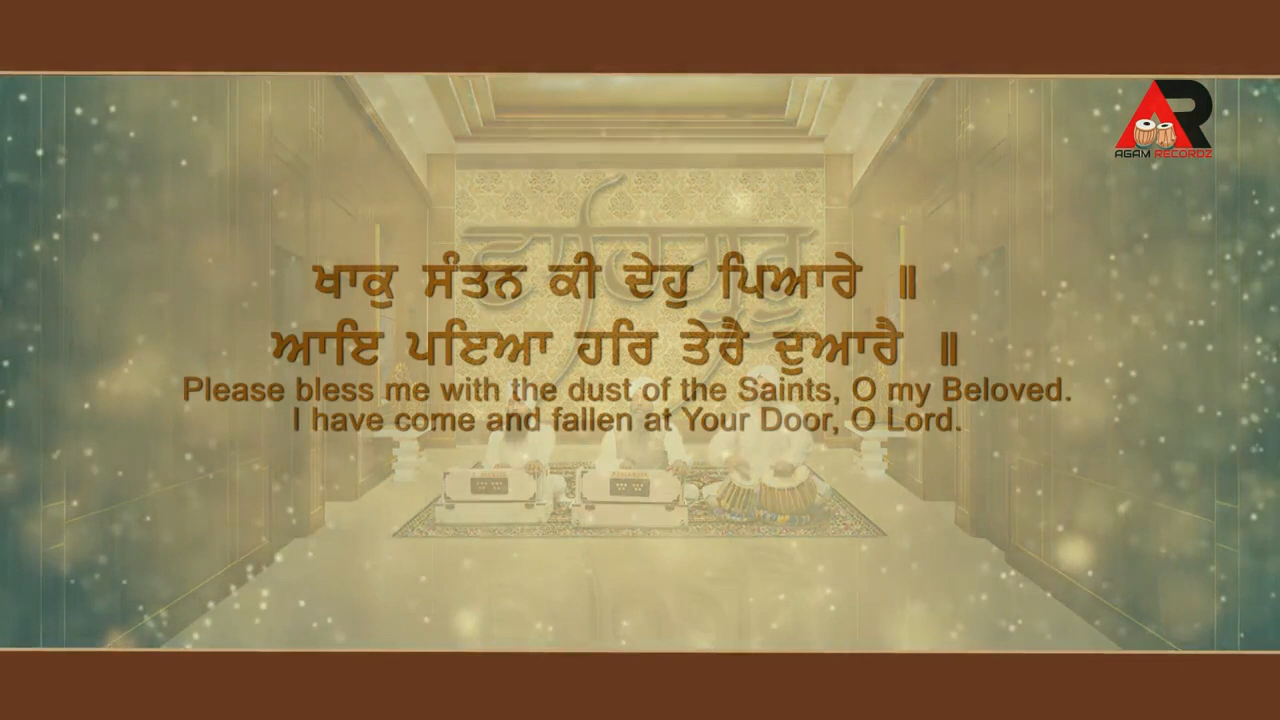 AGAM RECORDZ
ਵਾਹਿਗੁਰੂ
ਖਾਕੁ ਸੰਤਨ ਕੀ ਦੇਹੁ ਪਿਆਰੇ ॥
ਆਇ ਪਇਆ ਹਰਿ ਤੇਰੈ ਦੁਆਰੈ ॥
Please bless me with the dust of the Saints, O my Beloved.
I have come and fallen at Your Door, O Lord.